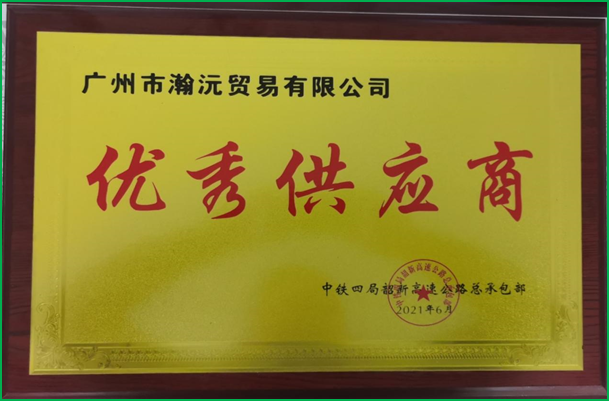 广州市瀚沅贸易有限公司
优秀供应商
中铁四局韶新高速公路总承包部
2021年6月